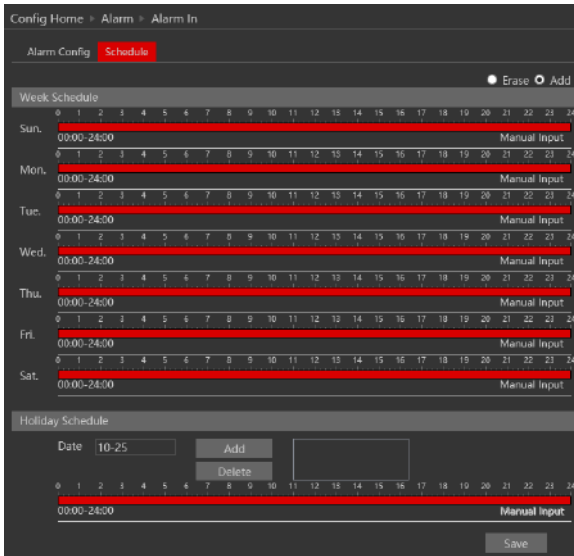 Config Home ▸ Alarm ▸ Alarm In
Alarm Config Schedule
Erase Add
Week Schedule
0 1 2 3 4 5 6 7 8 9 10 11 12 13 14 15 16 17 18 19 20 21 22 23 24
Sun.
00:00-24:00 Manual Input
0 1 2 3 4 5 6 7 8 9 10 11 12 13 14 15 16 17 18 19 20 21 22 23 24
Mon.
00:00-24:00 Manual Input
0 1 2 3 4 5 6 7 8 9 10 11 12 13 14 15 16 17 18 19 20 21 22 23 24
Tue.
00:00-24:00 Manual Input
0 1 2 3 4 5 6 7 8 9 10 11 12 13 14 15 16 17 18 19 20 21 22 23 24
Wed.
00:00-24:00 Manual Input
0 1 2 3 4 5 6 7 8 9 10 11 12 13 14 15 16 17 18 19 20 21 22 23 24
Thu.
00:00-24:00 Manual Input
0 1 2 3 4 5 6 7 8 9 10 11 12 13 14 15 16 17 18 19 20 21 22 23 24
Fri.
00:00-24:00 Manual Input
0 1 2 3 4 5 6 7 8 9 10 11 12 13 14 15 16 17 18 19 20 21 22 23 24
Sat.
00:00-24:00 Manual Input
Holiday Schedule
Date 10-25 Add
Delete
0 1 2 3 4 5 6 7 8 9 10 11 12 13 14 15 16 17 18 19 20 21 22 23 24
00:00-24:00 Manual Input
Save